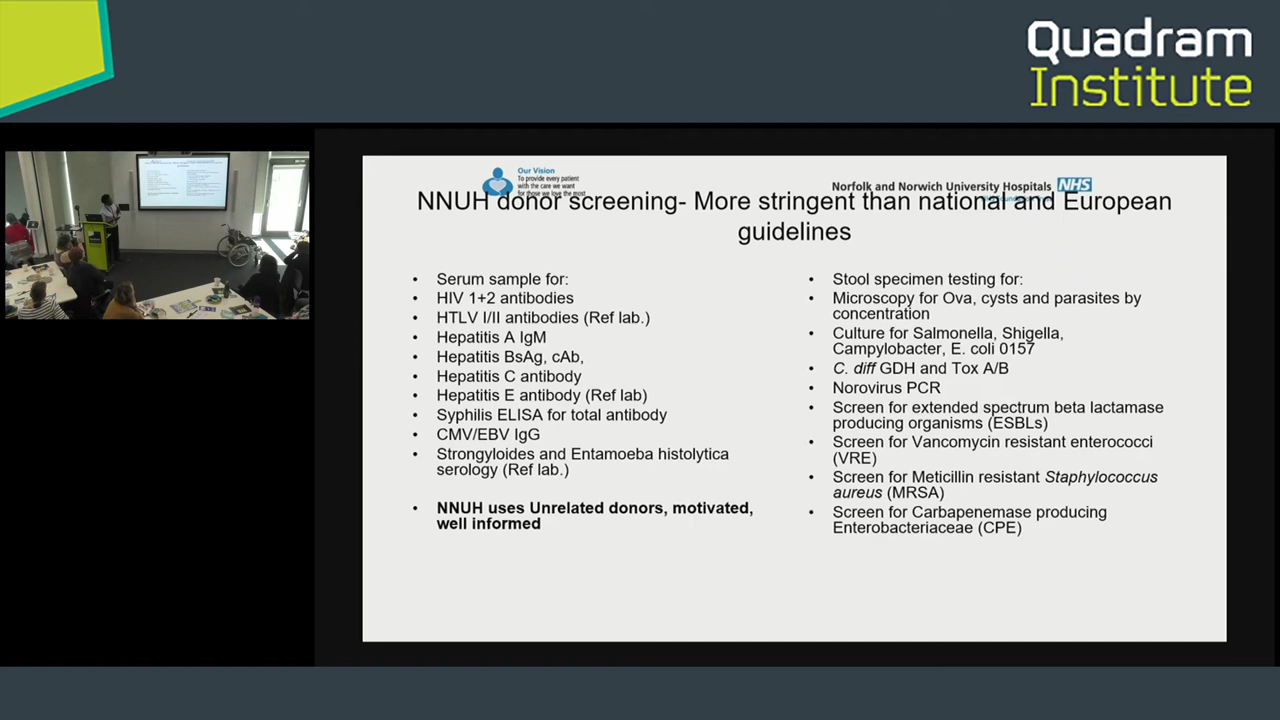 Quadram
Institute
Our Vision
To provide every patient
with the care we want
for those we love the most
Norfolk and Norwich University Hospitals NHS
NNUH donor screening- More stringent than national and European
guidelines
• Serum sample for:
• HIV 1+2 antibodies
• HTLV I/II antibodies (Ref lab.)
• Hepatitis A IgM
• Hepatitis BsAg, cAb,
• Hepatitis C antibody
• Hepatitis E antibody (Ref lab)
• Syphilis ELISA for total antibody
• CMV/EBV IgG
• Strongyloides and Entamoeba histolytica
serology (Ref lab.)
• NNUH uses Unrelated donors, motivated,
well informed
• Stool specimen testing for:
• Microscopy for Ova, cysts and parasites by
concentration
• Culture for Salmonella, Shigella,
Campylobacter, E. coli 0157
• C. diff GDH and Tox A/B
• Norovirus PCR
• Screen for extended spectrum beta lactamase
producing organisms (ESBLs)
• Screen for Vancomycin resistant enterococci
(VRE)
• Screen for Meticillin resistant Staphylococcus
aureus (MRSA)
• Screen for Carbapenemase producing
Enterobacteriaceae (CPE)